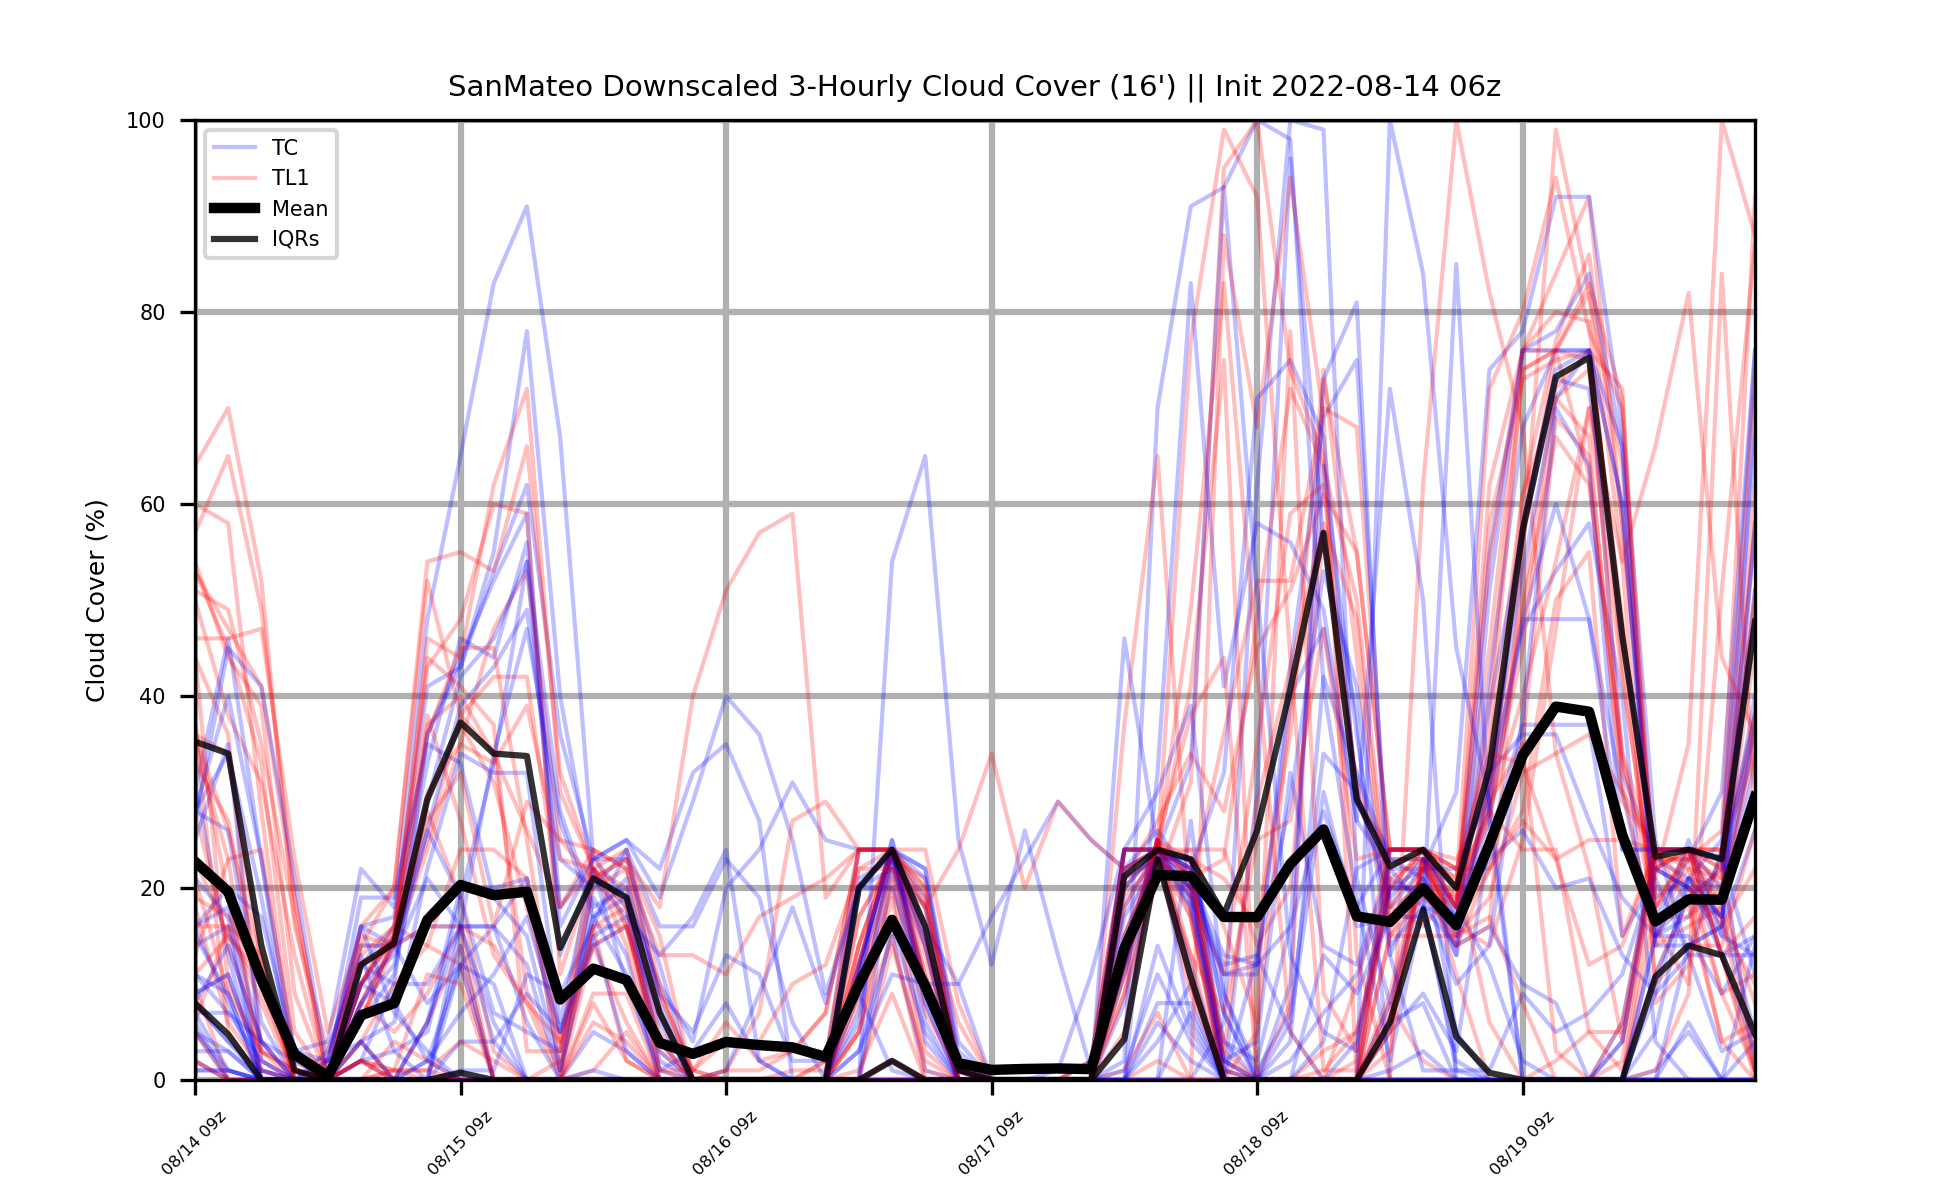 SanMateo Downscaled 3-Hourly Cloud Cover (16') || Init 2022-08-14 06z
100
80
60
40
20
0
Cloud Cover (%)
TC
TL1
Mean
IQRs
08/14 09z
08/15 09z
08/16 09z
08/17 09z
08/18 09z
08/19 09z